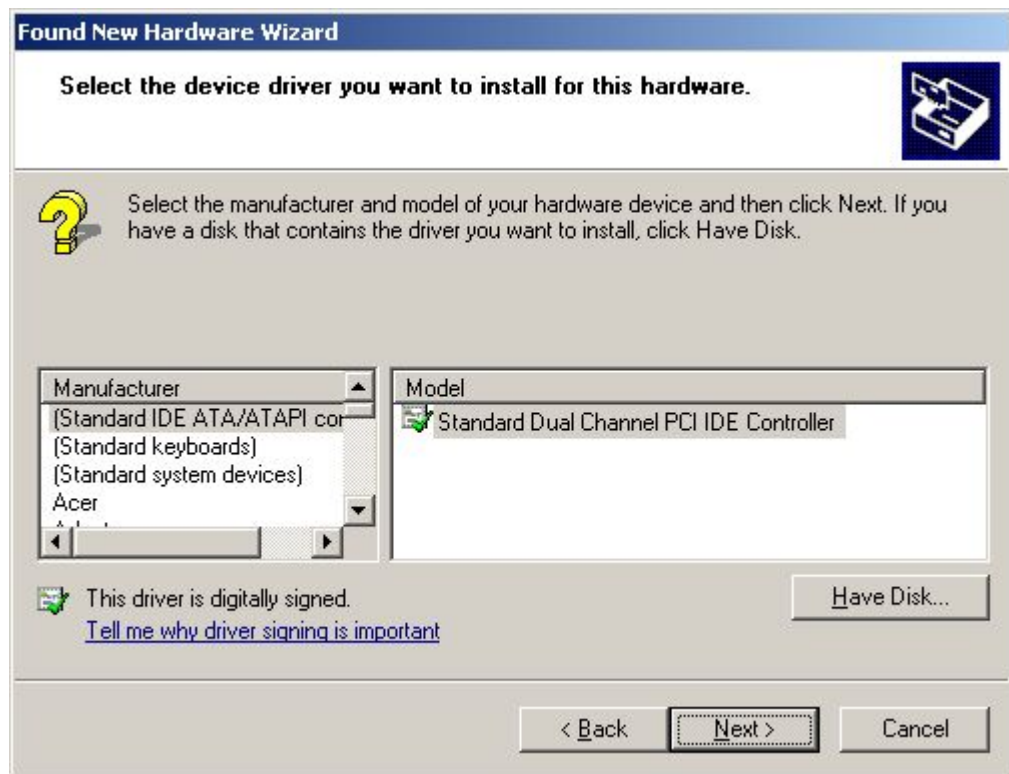 Found New Hardware Wizard
Select the device driver you want to install for this hardware.
Select the manufacturer and model of your hardware device and then click Next. If you
have a disk that contains the driver you want to install, click Have Disk.
Manufacturer
(Standard IDE ATA/ATAPI con
(Standard keyboards)
(Standard system devices)
Acer
Model
Standard Dual Channel PCI IDE Controller
This driver is digitally signed.
Tell me why driver signing is important
Have Disk...
< Back
Next >
Cancel